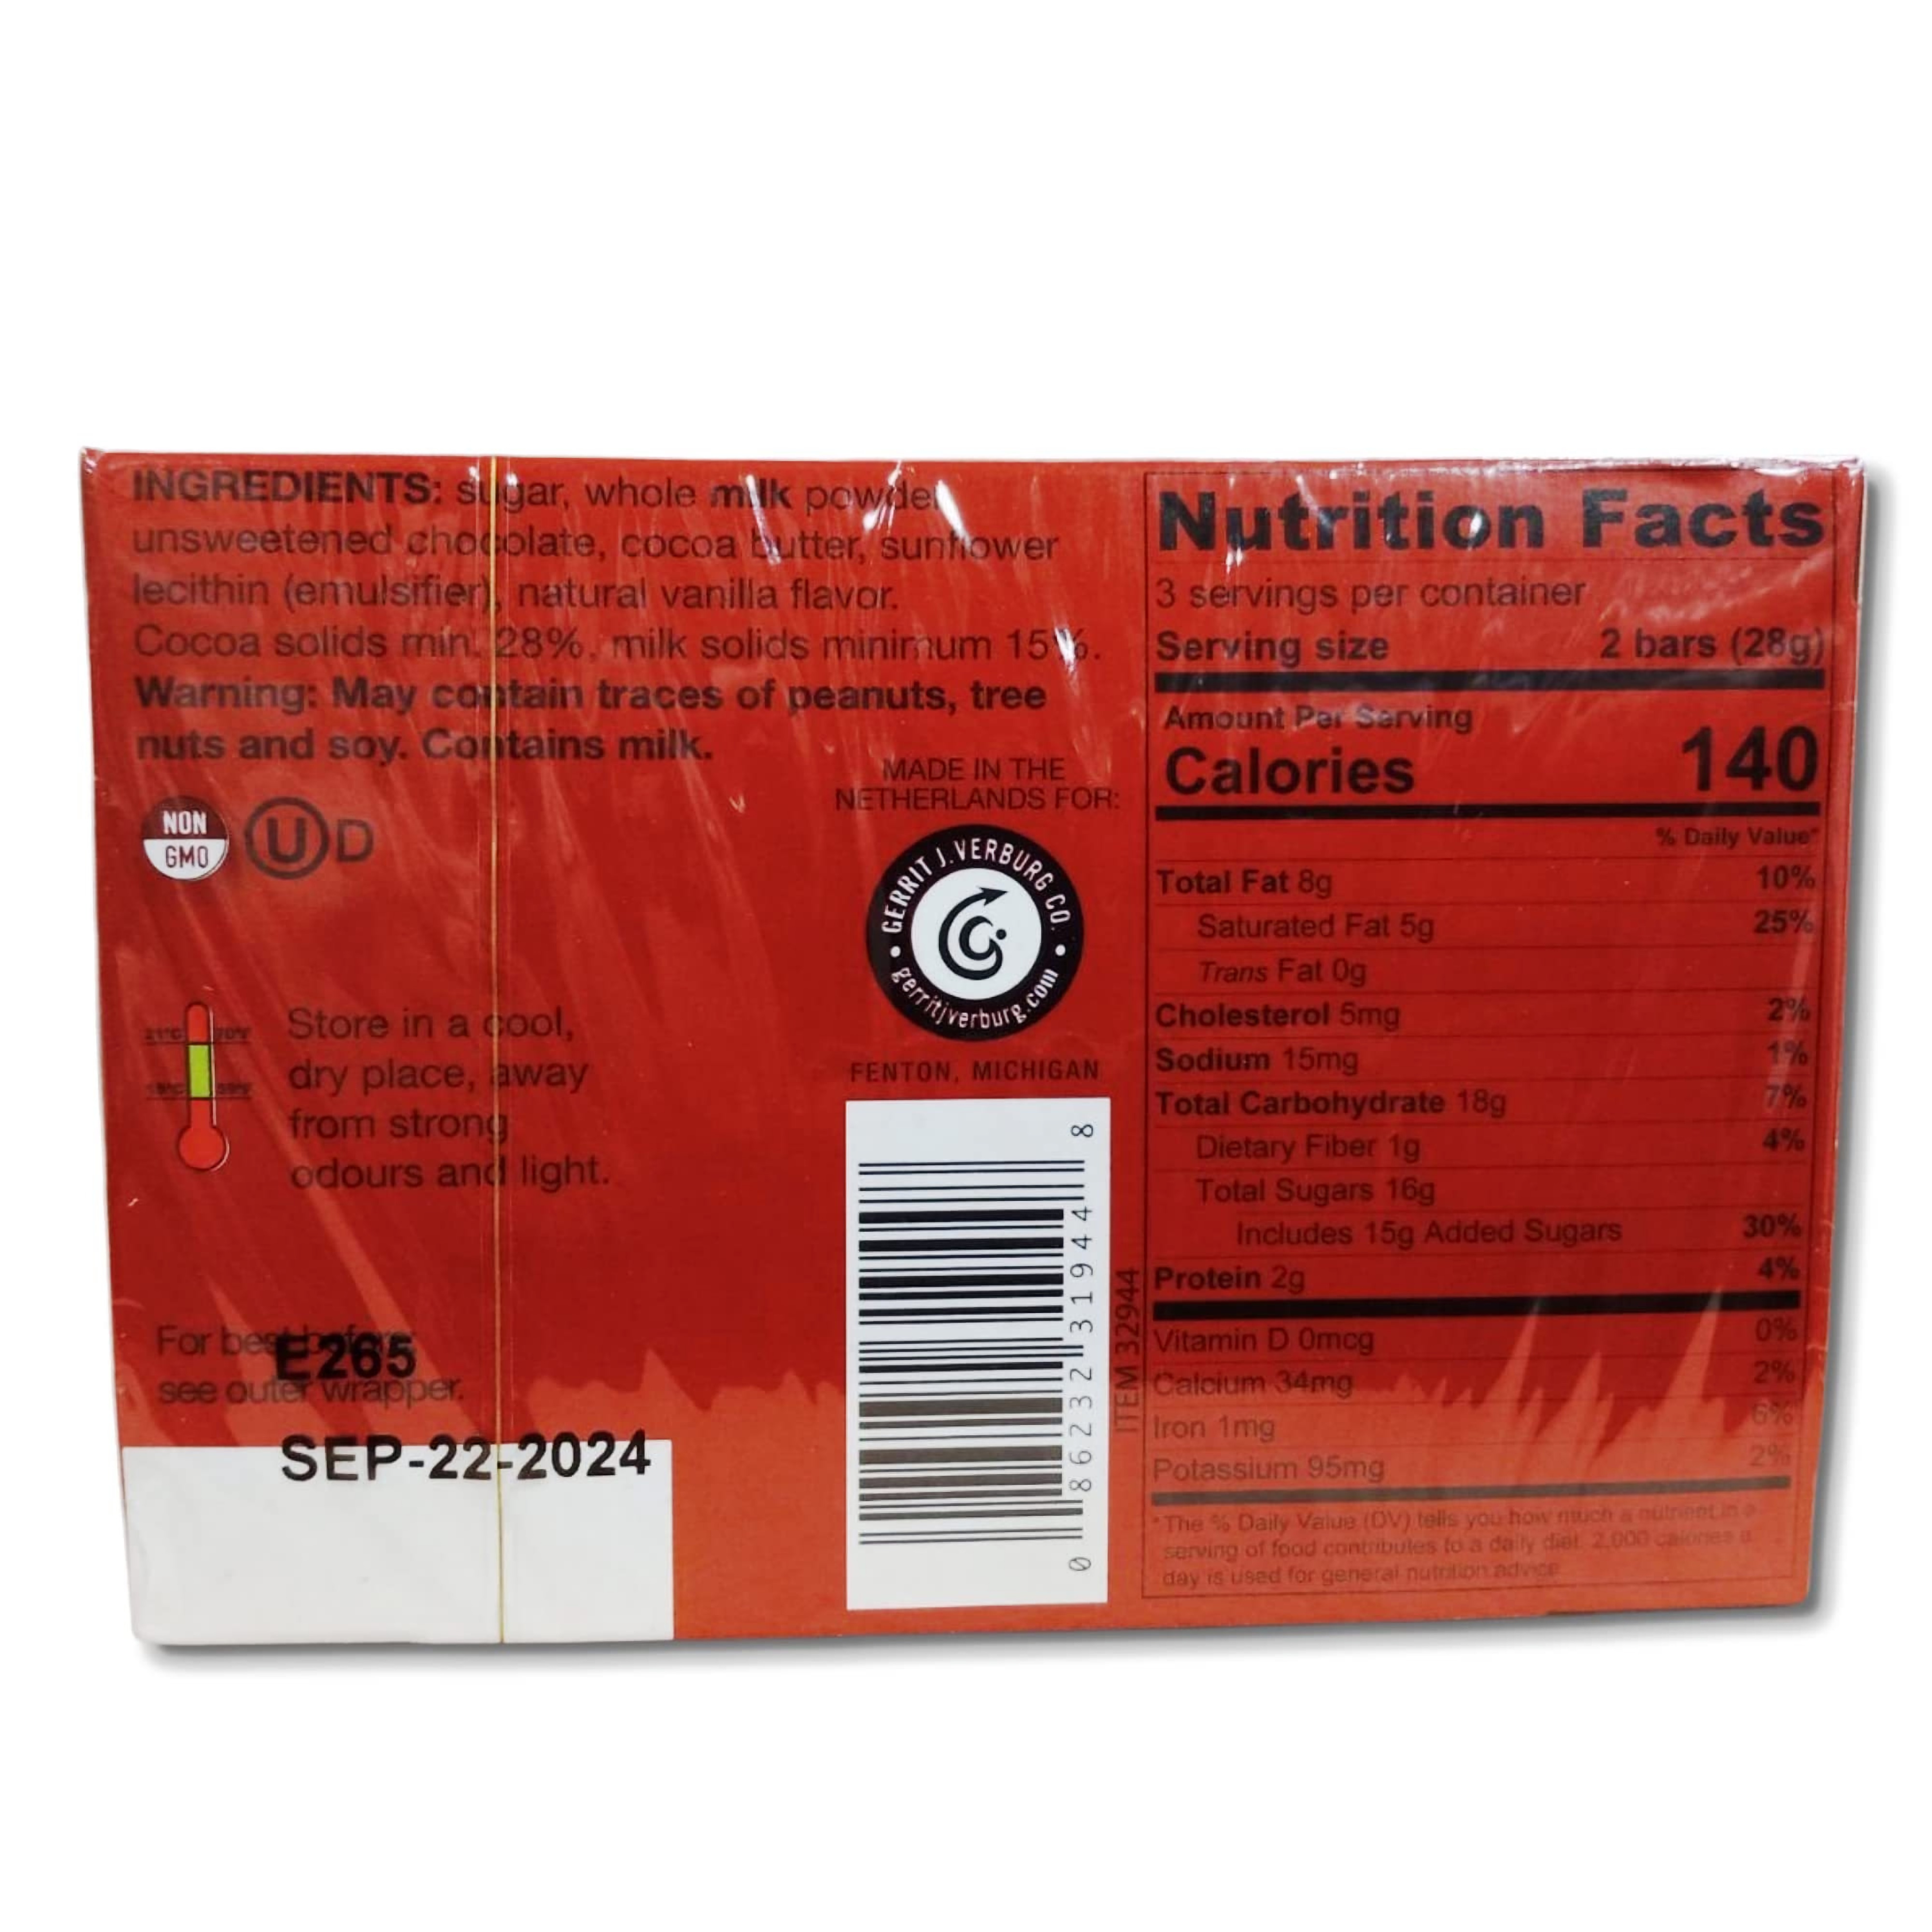 INGREDIENTS: sugar, whole milk powder
unsweetened chocolate, cocoa butter, sunflower
lecithin (emulsifier), natural vanilla flavor.
Cocoa solids min. 28%, milk solids minimum 15%.
Warning: May contain traces of peanuts, tree
nuts and soy. Contains milk.
NON
GMO
U D
21°C 70°F
Store in a cool,
dry place, away
from strong
odours and light.
For best before
see outer wrapper.
E265
SEP-22-2024
MADE IN THE
NETHERLANDS FOR:
GERRIT J. VERBURG CO.
gerritjverburg.com
FENTON, MICHIGAN
0 86232 31944 8
ITEM 32944
Nutrition Facts
3 servings per container
Serving size 2 bars (28g)
Amount Per Serving
Calories 140
% Daily Value*
Total Fat 8g 10%
Saturated Fat 5g 25%
Trans Fat 0g
Cholesterol 5mg 2%
Sodium 15mg 1%
Total Carbohydrate 18g 7%
Dietary Fiber 1g 4%
Total Sugars 16g
Includes 15g Added Sugars 30%
Protein 2g 4%
Vitamin D 0mcg 0%
Calcium 34mg 2%
Iron 1mg 6%
Potassium 95mg 2%
*The % Daily Value (DV) tells you how much a nutrient in a
serving of food contributes to a daily diet. 2,000 calories a
day is used for general nutrition advice.